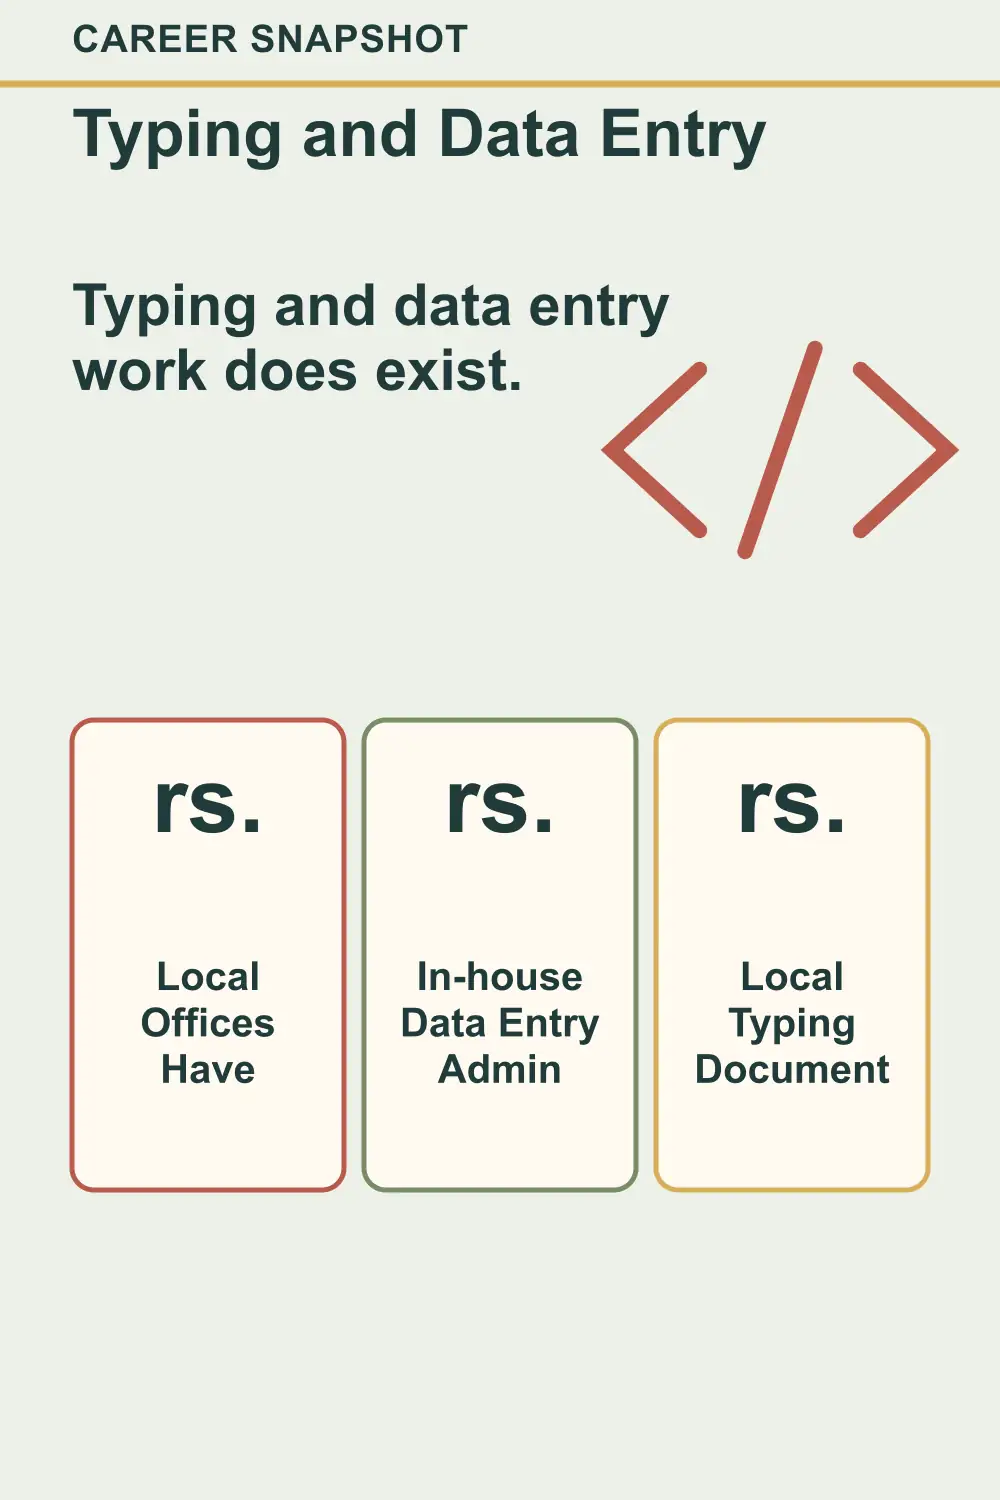 CAREER SNAPSHOT
Typing and Data Entry
Typing and data entry
work does exist.
rs.
Local
Offices
Have
rs.
In-house
Data Entry
Admin
rs.
Local
Typing
Document